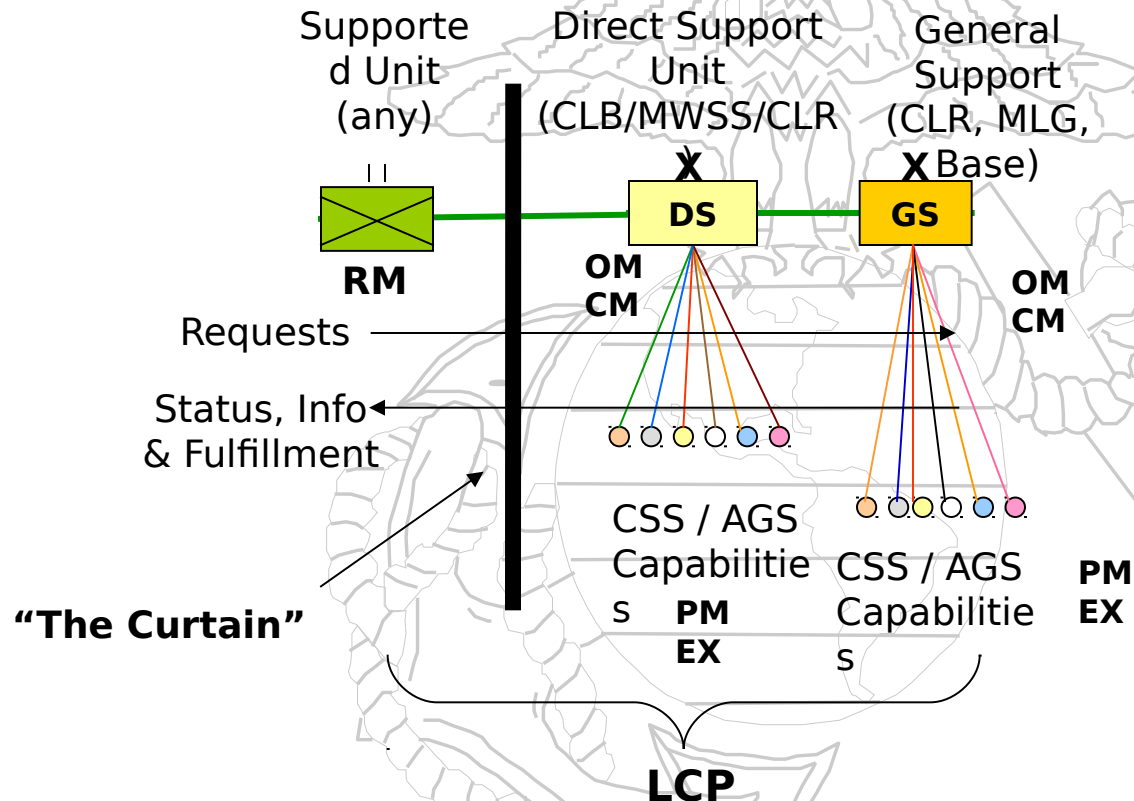 Supporte
d Unit
(any)
Direct Support
Unit
(CLB/MWSS/CLR
)
General
Support
(CLR, MLG,
Base)
X
X
DS
GS
RM
OM
CM
OM
CM
Requests
Status, Info
& Fulfillment
CSS / AGS
Capabilitie
s
PM
EX
CSS / AGS
Capabilitie
s
PM
EX
“The Curtain”
LCP